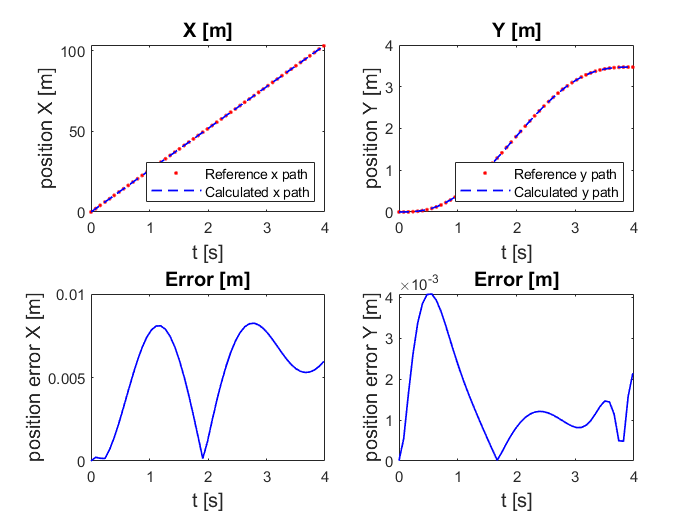 X [m]
position X [m]
100
50
0
Reference x path
Calculated x path
0 1 2 3 4
t [s]
Y [m]
position Y [m]
4
3
2
1
0
Reference y path
Calculated y path
0 1 2 3 4
t [s]
Error [m]
position error X [m]
0.01
0.005
0
0 1 2 3 4
t [s]
Error [m]
×10⁻³
position error Y [m]
4
3
2
1
0
0 1 2 3 4
t [s]